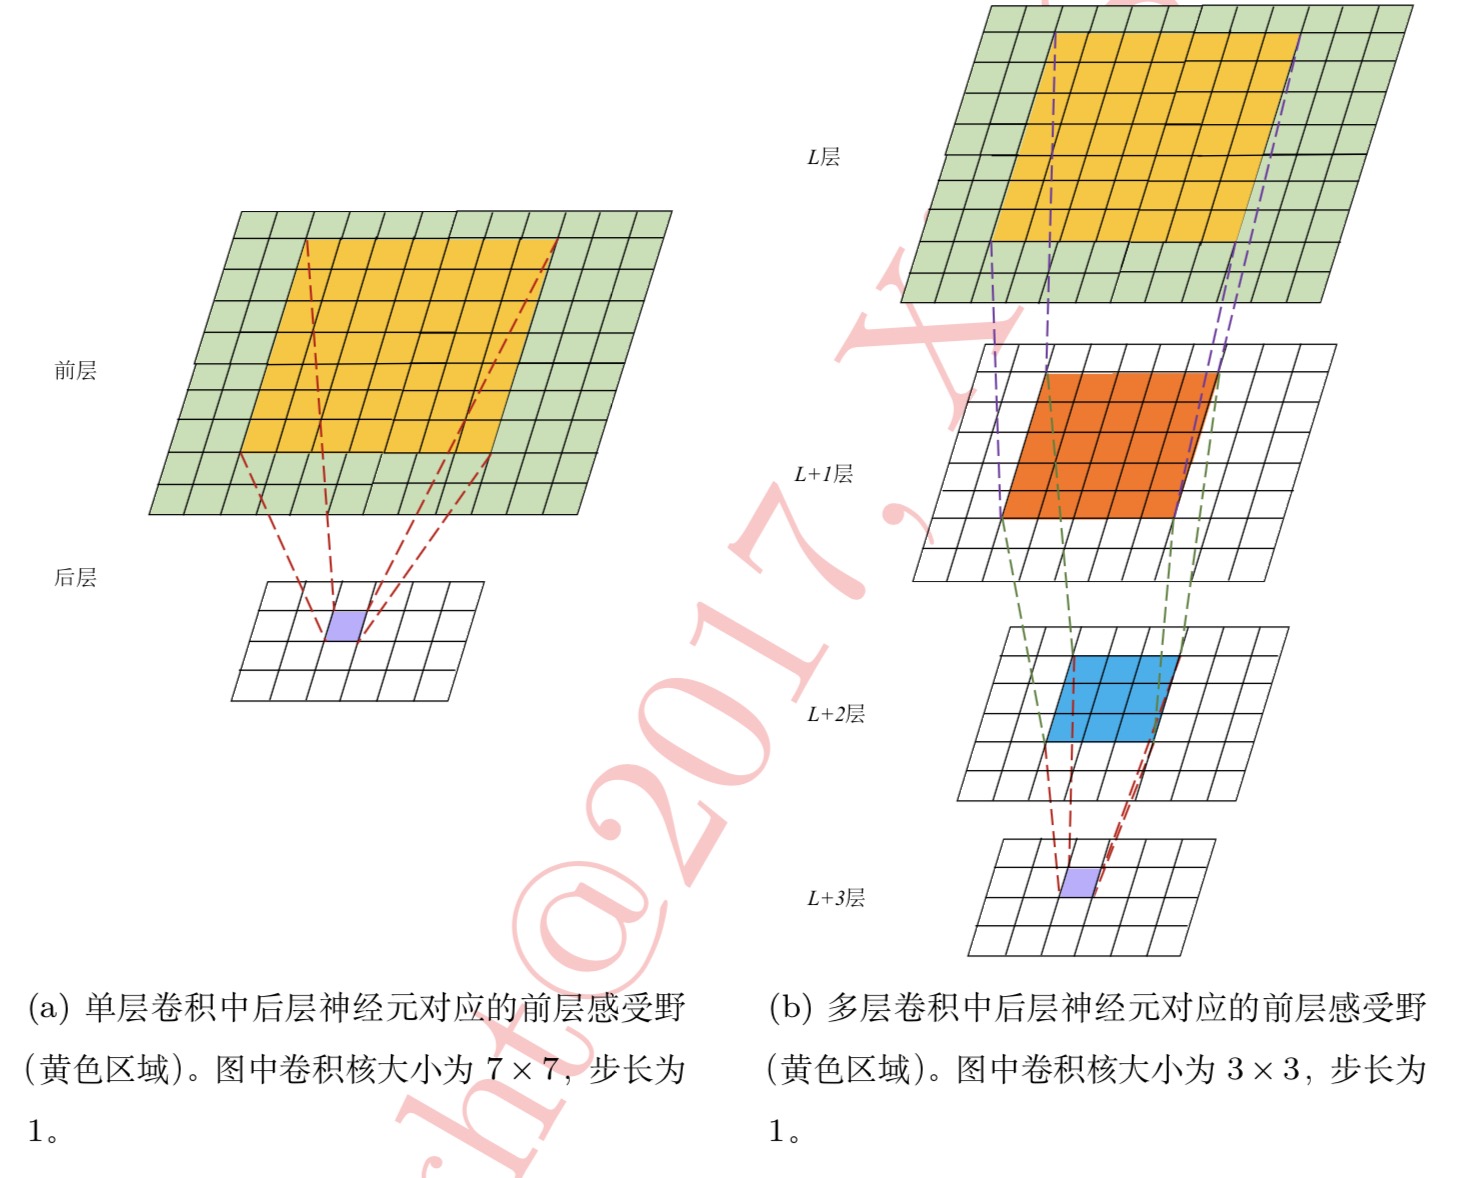 L层
前层
L+1层
后层
L+2层
L+3层
(a) 单层卷积中后层神经元对应的前层感受野
(黄色区域)。图中卷积核大小为 7 × 7, 步长为
1。
(b) 多层卷积中后层神经元对应的前层感受野
(黄色区域)。图中卷积核大小为 3 × 3, 步长为
1。
ht@2017, X